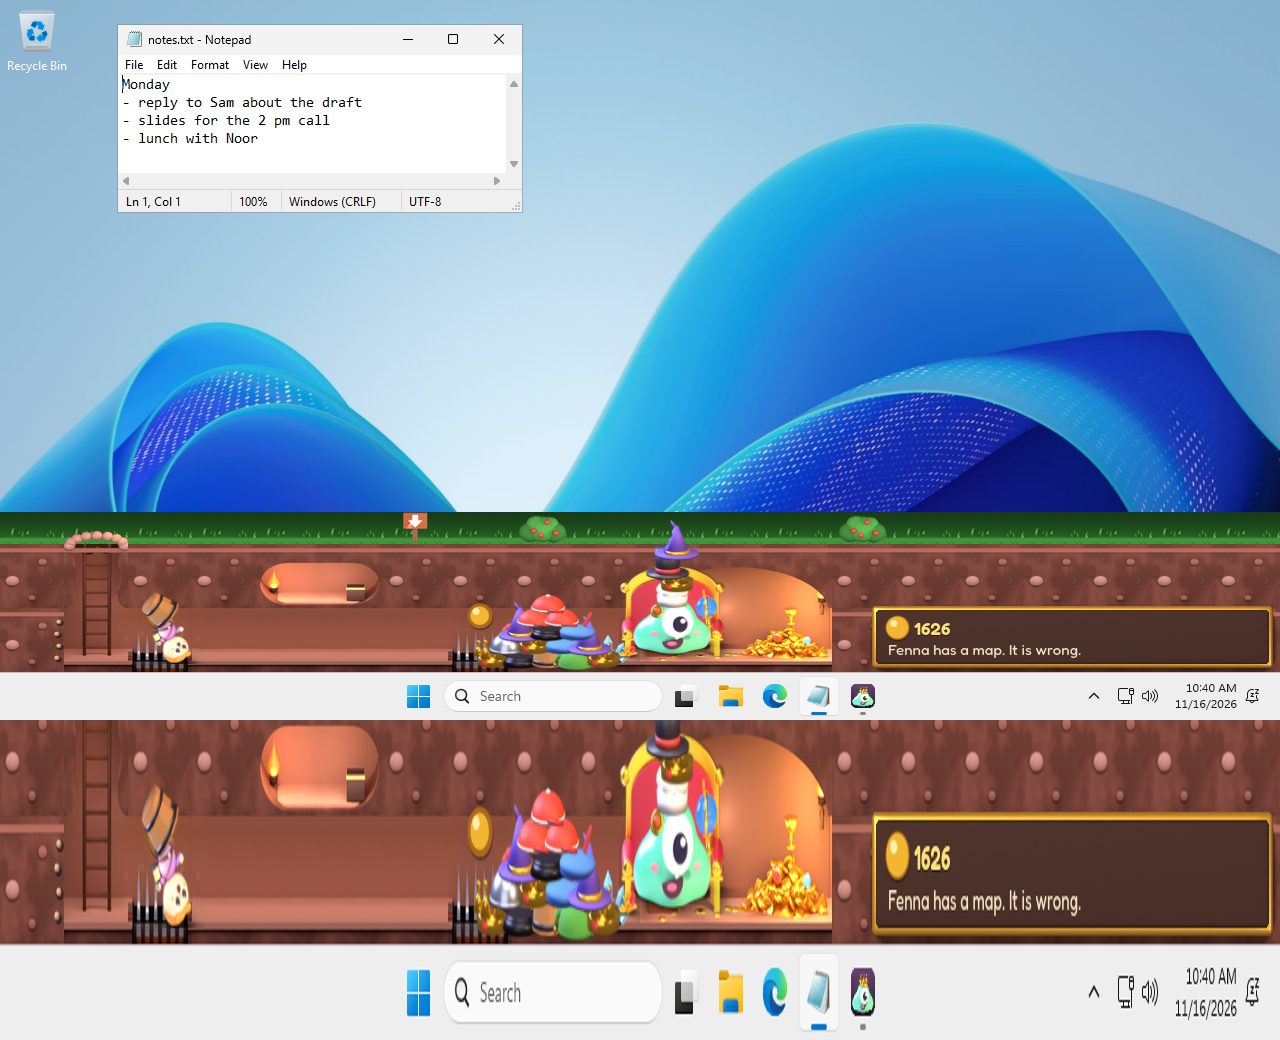 Recycle Bin
notes.txt - Notepad
File Edit Format View Help
Monday
- reply to Sam about the draft
- slides for the 2 pm call
- lunch with Noor
Ln 1, Col 1 100% Windows (CRLF) UTF-8
1626
Fenna has a map. It is wrong.
Search
10:40 AM
11/16/2026
1626
Fenna has a map. It is wrong.
Search
10:40 AM
11/16/2026